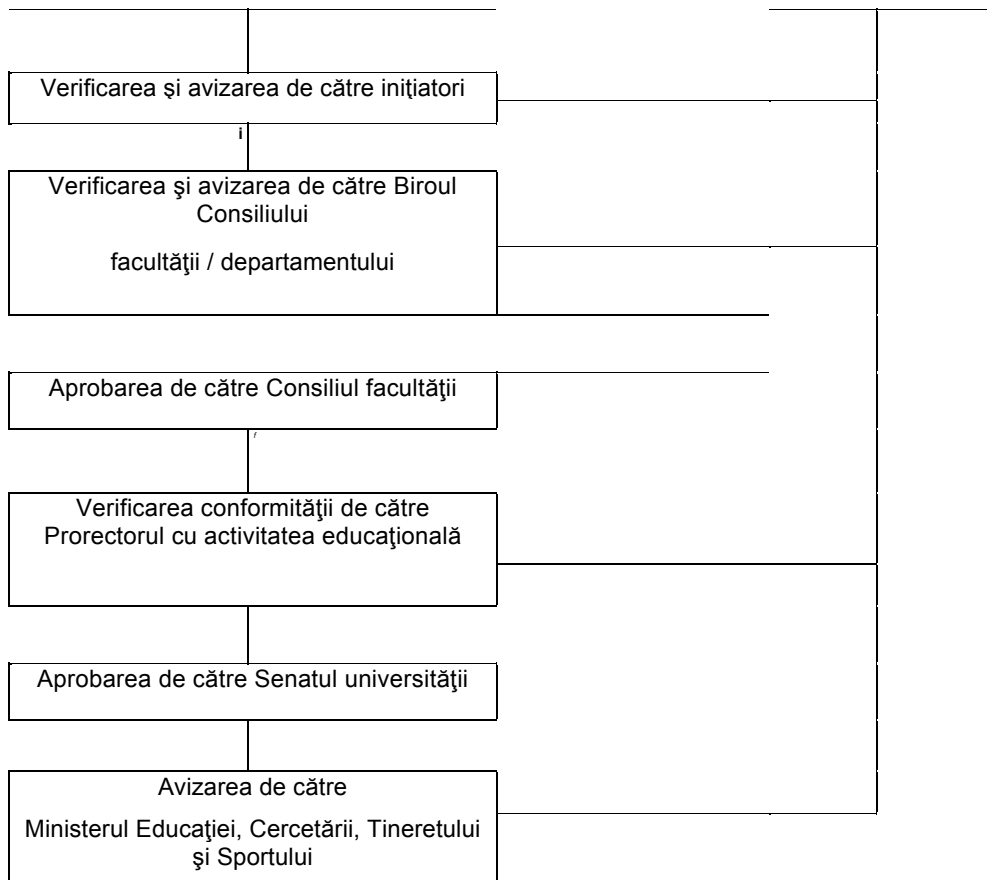 Verificarea şi avizarea de către iniţiatori
i
Verificarea şi avizarea de către Biroul
Consiliului
facultăţii / departamentului
Aprobarea de către Consiliul facultăţii
Verificarea conformităţii de către
Prorectorul cu activitatea educaţională
Aprobarea de către Senatul universităţii
Avizarea de către
Ministerul Educaţiei, Cercetării, Tineretului
şi Sportului